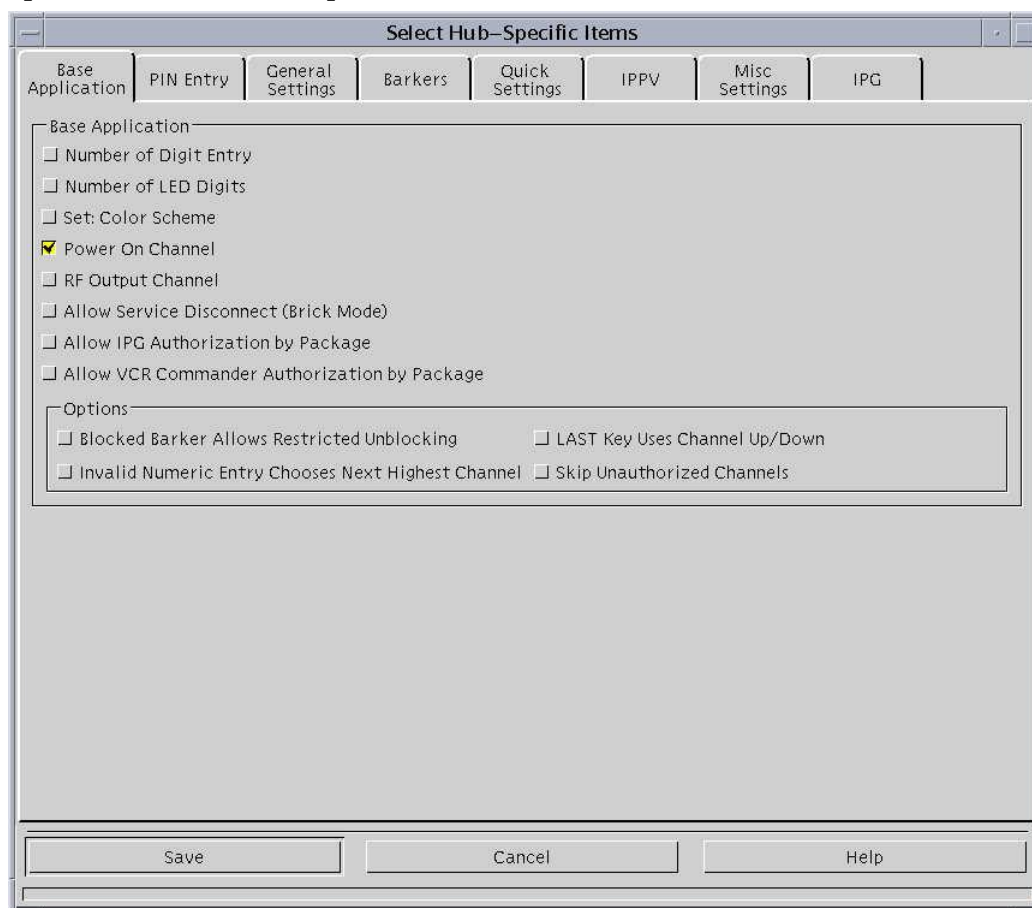 Select Hub–Specific Items
Base Application
PIN Entry
General Settings
Barkers
Quick Settings
IPPV
Misc Settings
IPG
Base Application
Number of Digit Entry
Number of LED Digits
Set: Color Scheme
Power On Channel
RF Output Channel
Allow Service Disconnect (Brick Mode)
Allow IPG Authorization by Package
Allow VCR Commander Authorization by Package
Options
Blocked Barker Allows Restricted Unblocking
LAST Key Uses Channel Up/Down
Invalid Numeric Entry Chooses Next Highest Channel
Skip Unauthorized Channels
Save
Cancel
Help